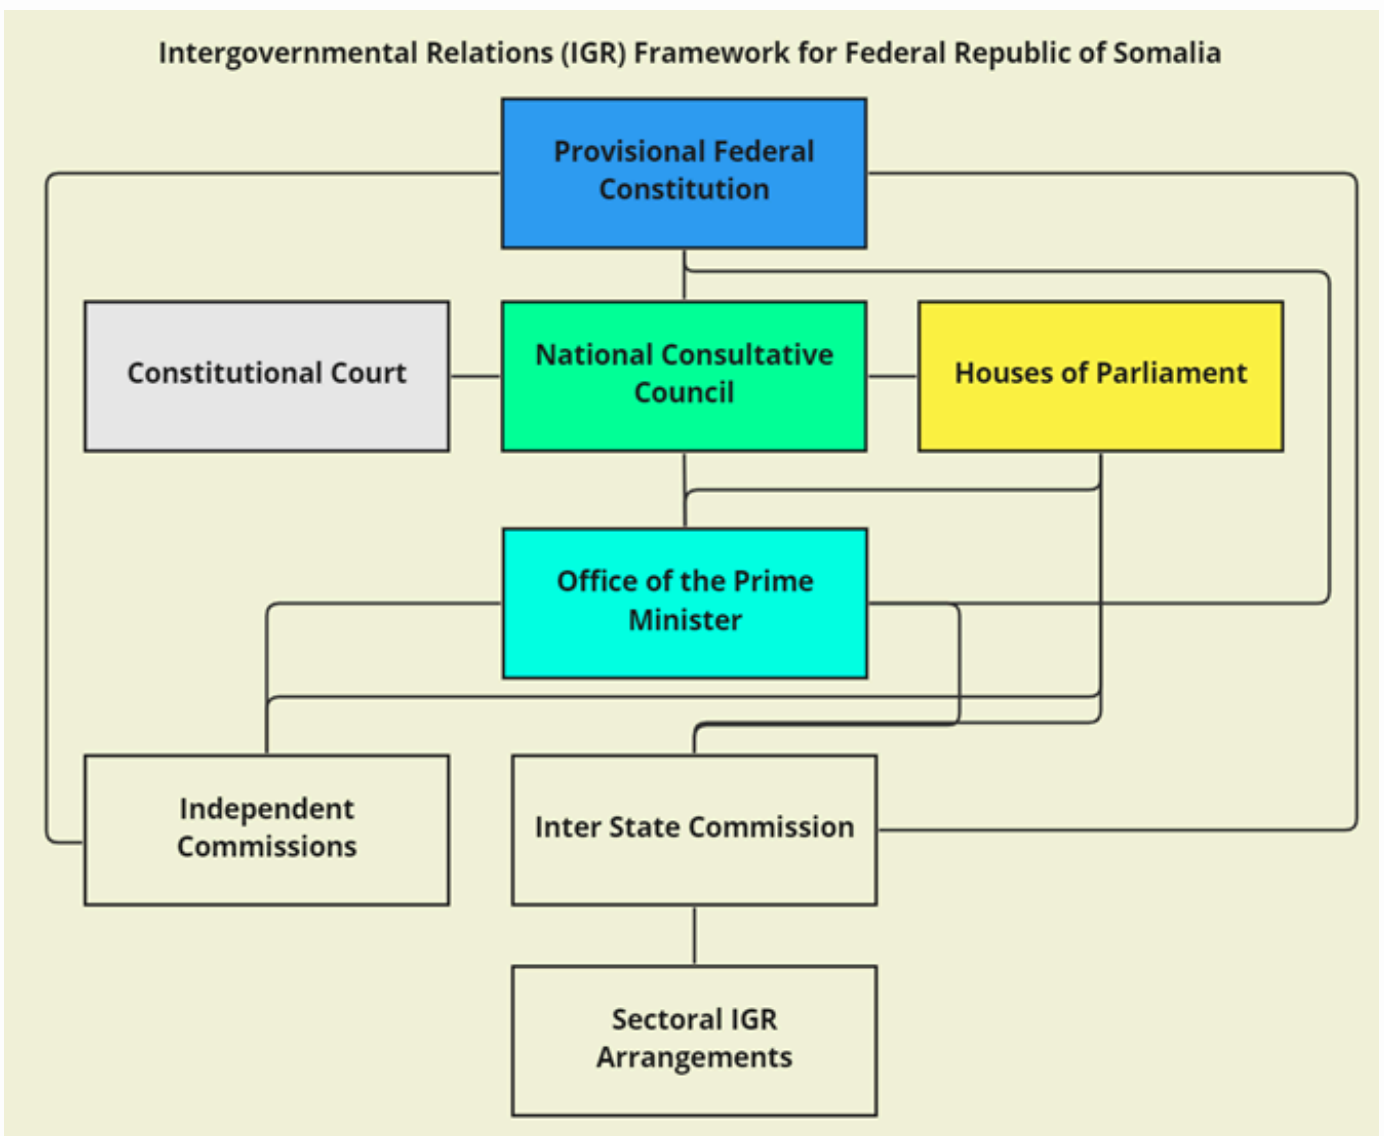 Intergovernmental Relations (IGR) Framework for Federal Republic of Somalia
Provisional Federal
Constitution
Constitutional Court
National Consultative
Council
Houses of Parliament
Office of the Prime
Minister
Independent
Commissions
Inter State Commission
Sectoral IGR
Arrangements